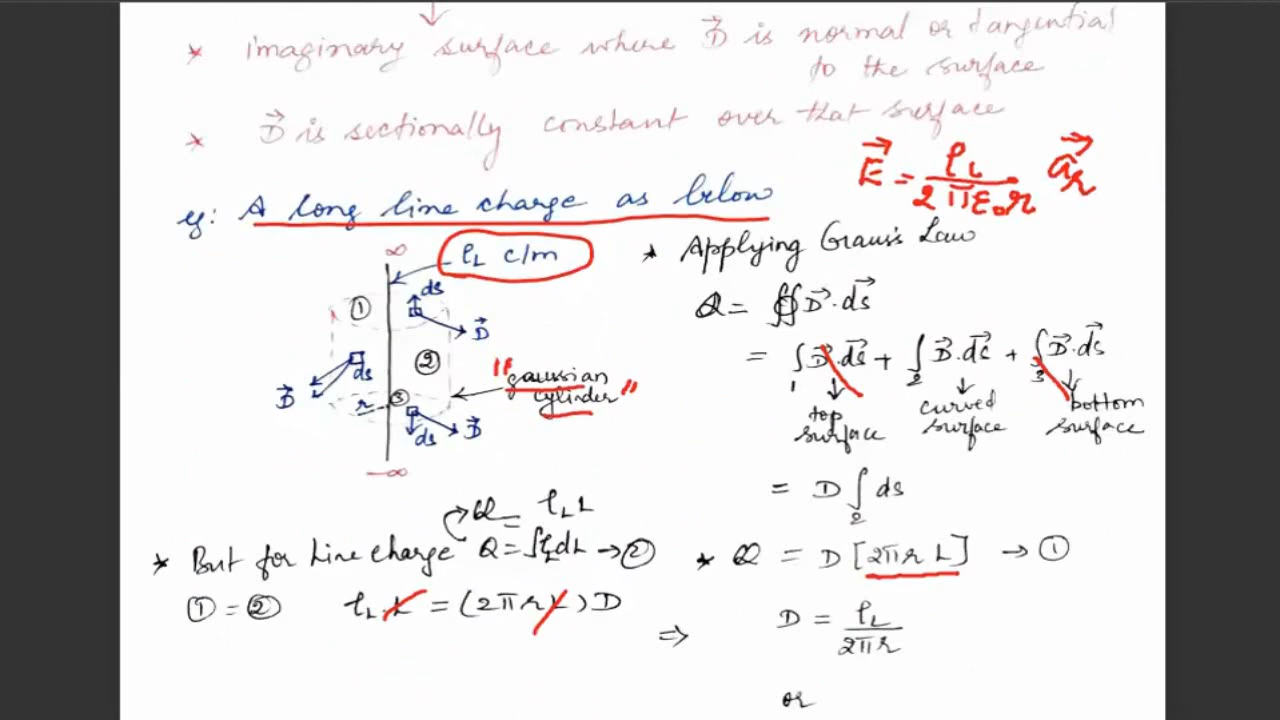 * imaginary surface where D⃗ is normal or tangential
to the surface
* D⃗ is sectionally constant over that surface
E⃗ = ρL / 2πε₀r a⃗r
eg: A long line charge as below
∞
ρL c/m
* Applying Gauss's Law
①
ds
D⃗
Q = ∯ D⃗.ds⃗
②
ds
D⃗
r
③
ds
D⃗
"gaussian
cylinder"
-∞
= ∫₁ D⃗.ds⃗ + ∫₂ D⃗.ds⃗ + ∫₃ D⃗.ds⃗
↓ ↓ ↓
top surface
curved surface
bottom surface
= D ∫₂ ds
Q = ρL L
* But for Line charge Q = ∫ρL dL → ②
* Q = D [2πr L] → ①
① = ② ρL . L = (2πr L) D
⇒ D = ρL / 2πr
or